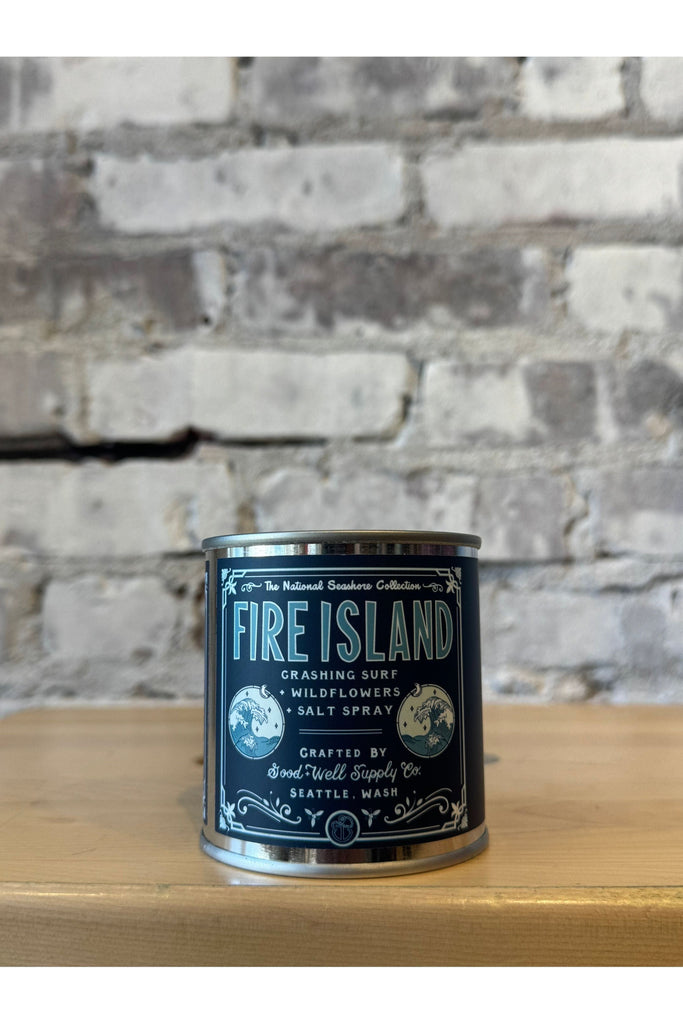 The National Seashore Collection
FIRE ISLAND
CRASHING SURF
+ WILDFLOWERS
+ SALT SPRAY
CRAFTED BY
Good + Well Supply Co.
SEATTLE, WASH